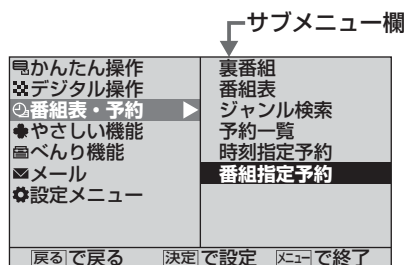 サブメニュー欄
かんたん操作
デジタル操作
番組表・予約
やさしい機能
べんり機能
メール
設定メニュー
裏番組
番組表
ジャンル検索
予約一覧
時刻指定予約
番組指定予約
戻る で戻る 決定 で設定 メニュー で終了